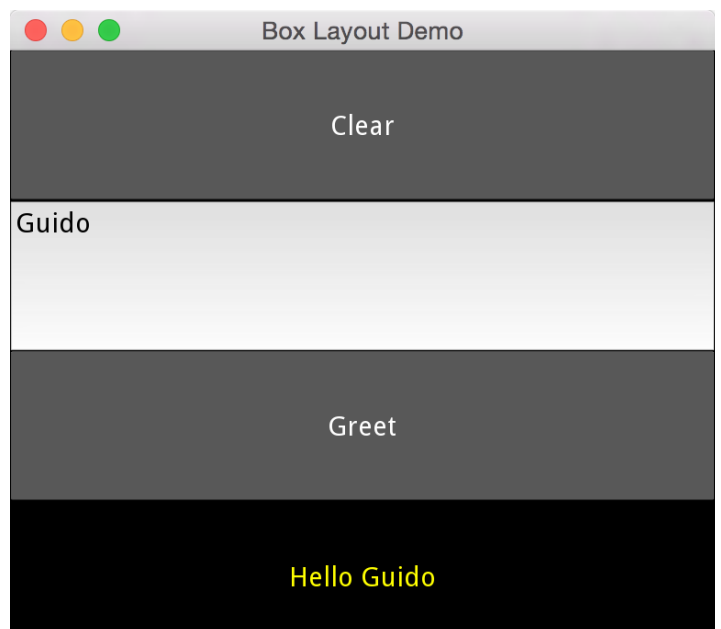 Box Layout Demo
Clear
Guido
Greet
Hello Guido